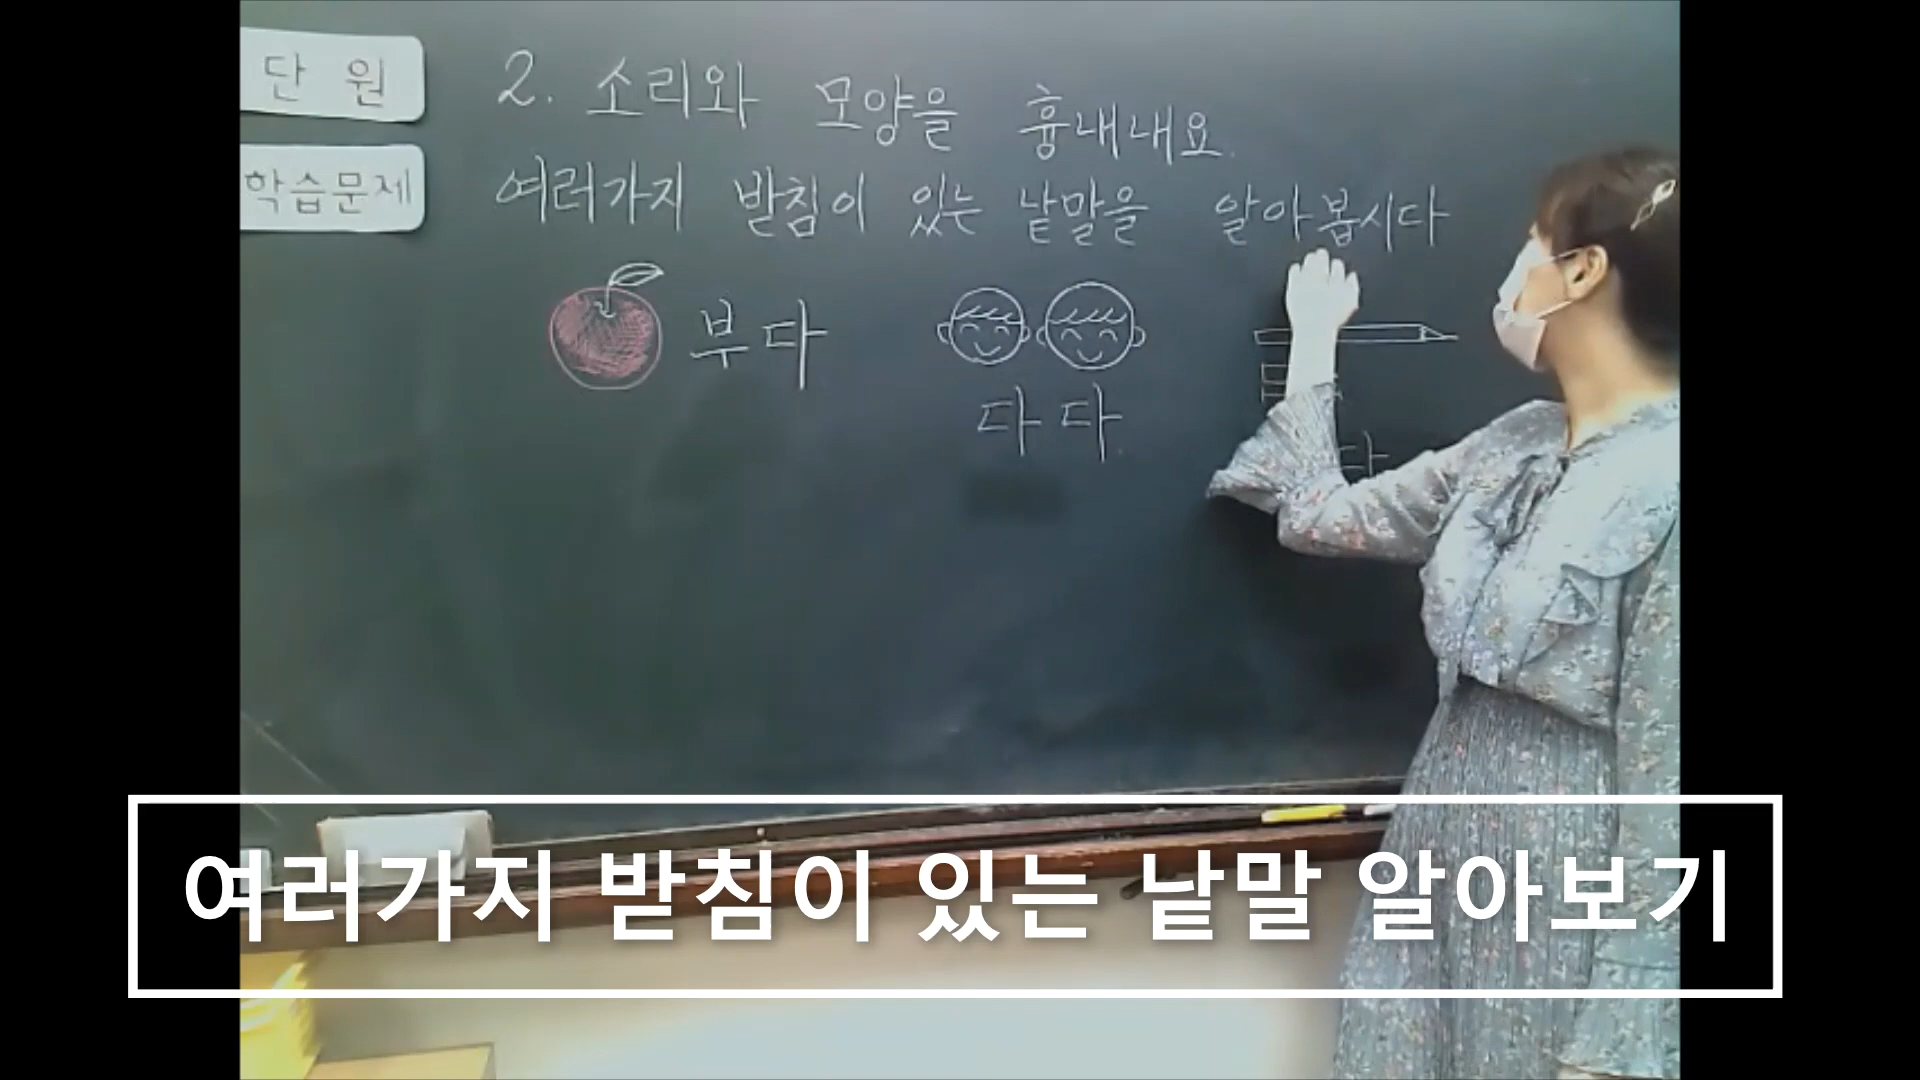 단 원
2. 소리와 모양을 흉내내요.
학습문제
여러가지 받침이 있는 낱말을 알아봅시다
부다
다다
다
여러가지 받침이 있는 낱말 알아보기